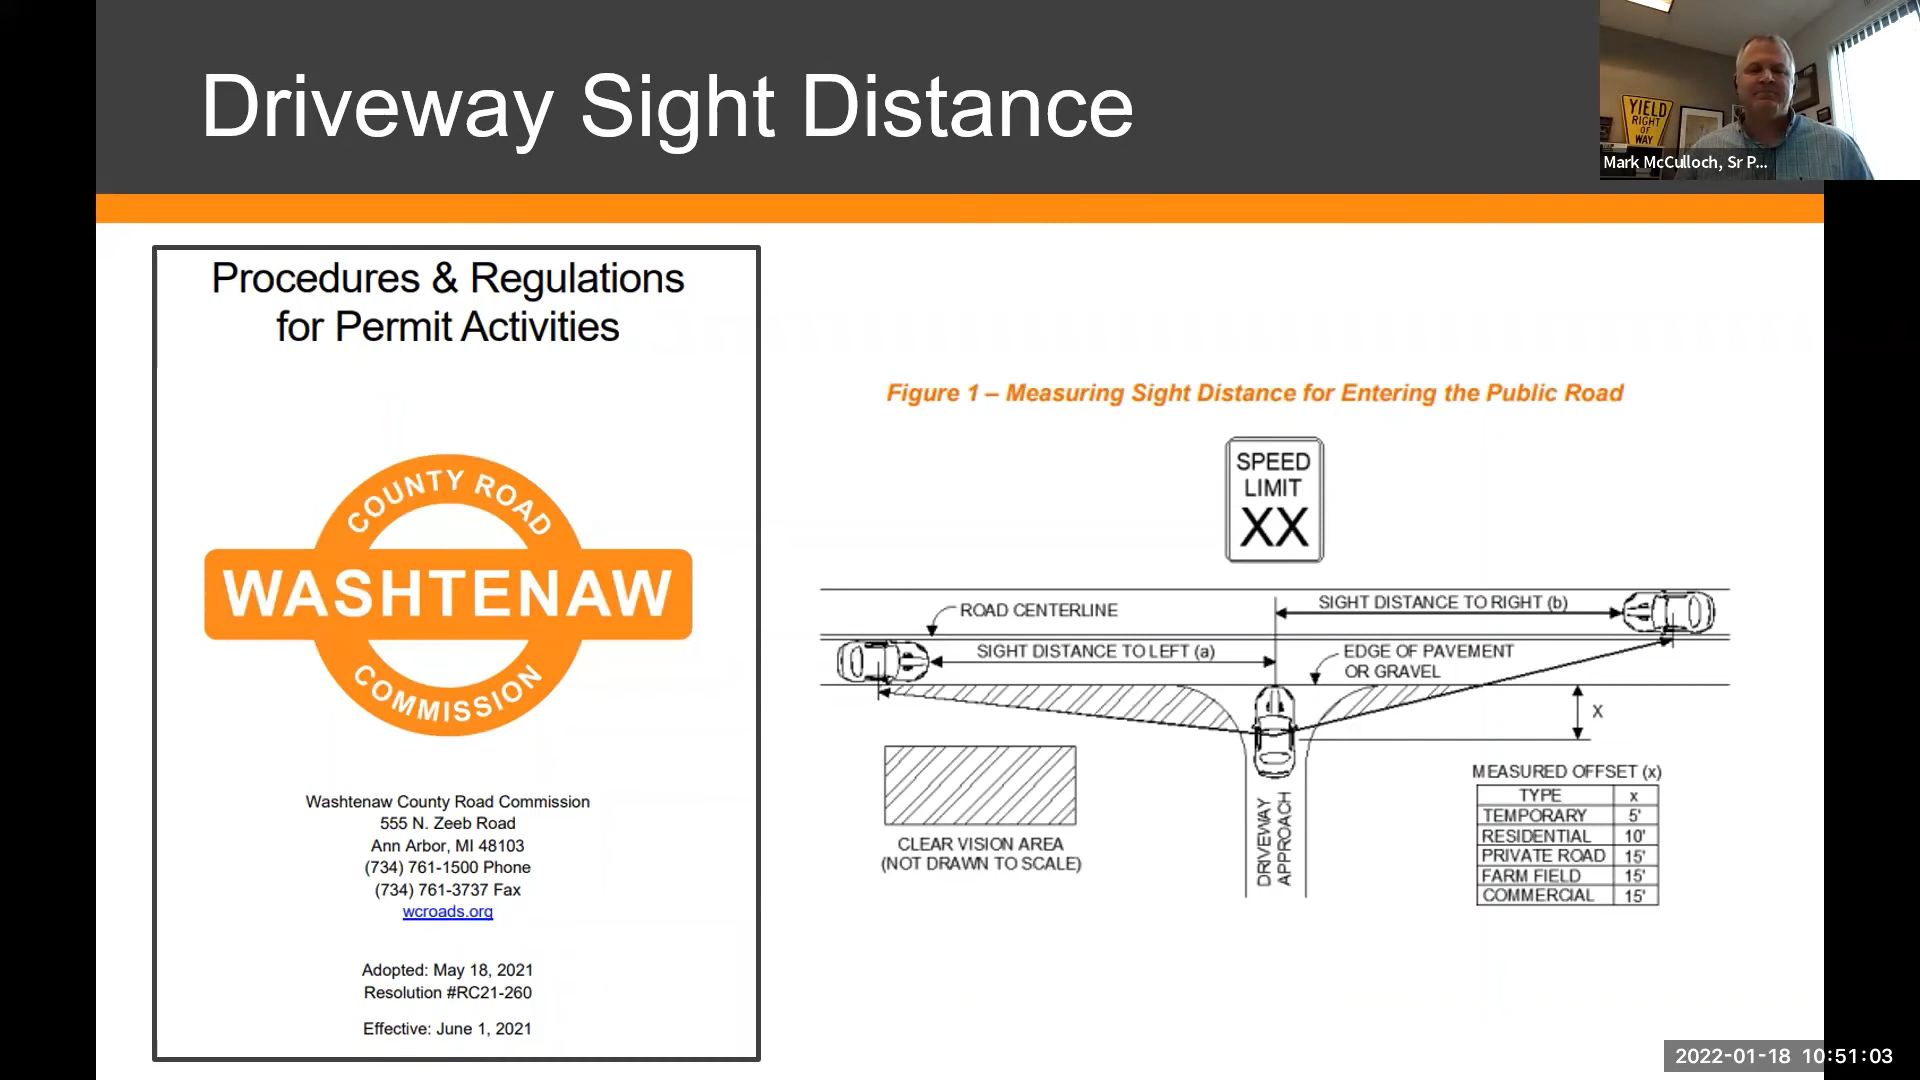 Driveway Sight Distance
YIELD
RIGHT
OF
WAY
Mark McCulloch, Sr P...
Procedures & Regulations
for Permit Activities
COUNTY ROAD
WASHTENAW
COMMISSION
Washtenaw County Road Commission
555 N. Zeeb Road
Ann Arbor, MI 48103
(734) 761-1500 Phone
(734) 761-3737 Fax
wcroads.org
Adopted: May 18, 2021
Resolution #RC21-260
Effective: June 1, 2021
Figure 1 – Measuring Sight Distance for Entering the Public Road
SPEED
LIMIT
XX
ROAD CENTERLINE
SIGHT DISTANCE TO RIGHT (b)
SIGHT DISTANCE TO LEFT (a)
EDGE OF PAVEMENT
OR GRAVEL
X
CLEAR VISION AREA
(NOT DRAWN TO SCALE)
DRIVEWAY
APPROACH
MEASURED OFFSET (x)
TYPE x
TEMPORARY 5'
RESIDENTIAL 10'
PRIVATE ROAD 15'
FARM FIELD 15'
COMMERCIAL 15'
2022-01-18 10:51:03